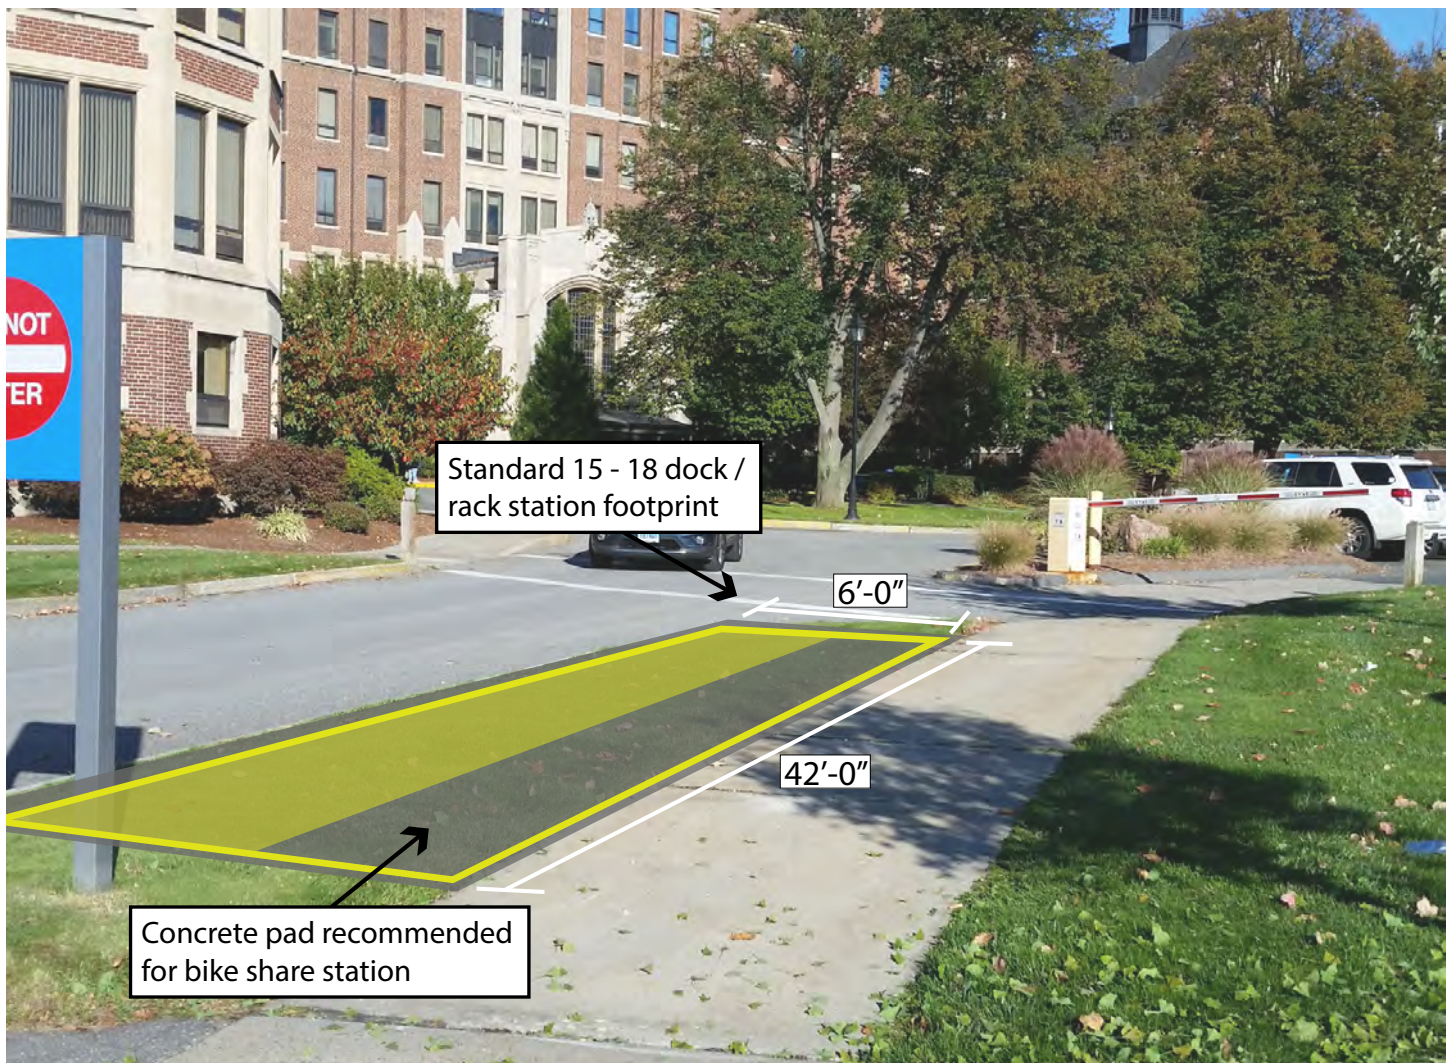 NOT
TER
Standard 15 - 18 dock /
rack station footprint
6’-0”
42’-0”
Concrete pad recommended
for bike share station